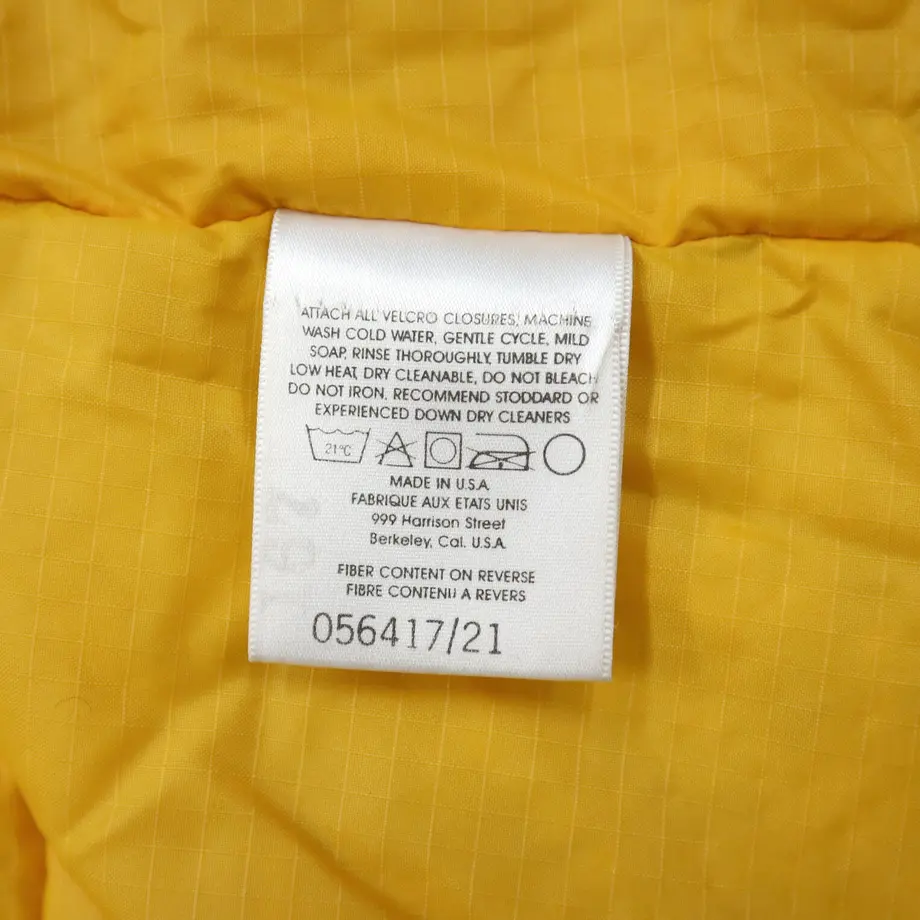 ATTACH ALL VELCRO CLOSURES, MACHINE
WASH COLD WATER, GENTLE CYCLE, MILD
SOAP, RINSE THOROUGHLY, TUMBLE DRY
LOW HEAT, DRY CLEANABLE, DO NOT BLEACH
DO NOT IRON, RECOMMEND STODDARD OR
EXPERIENCED DOWN DRY CLEANERS
21°C
MADE IN U.S.A.
FABRIQUE AUX ETATS UNIS
999 Harrison Street
Berkeley, Cal. U.S.A.
FIBER CONTENT ON REVERSE
FIBRE CONTENU A REVERS
056417/21